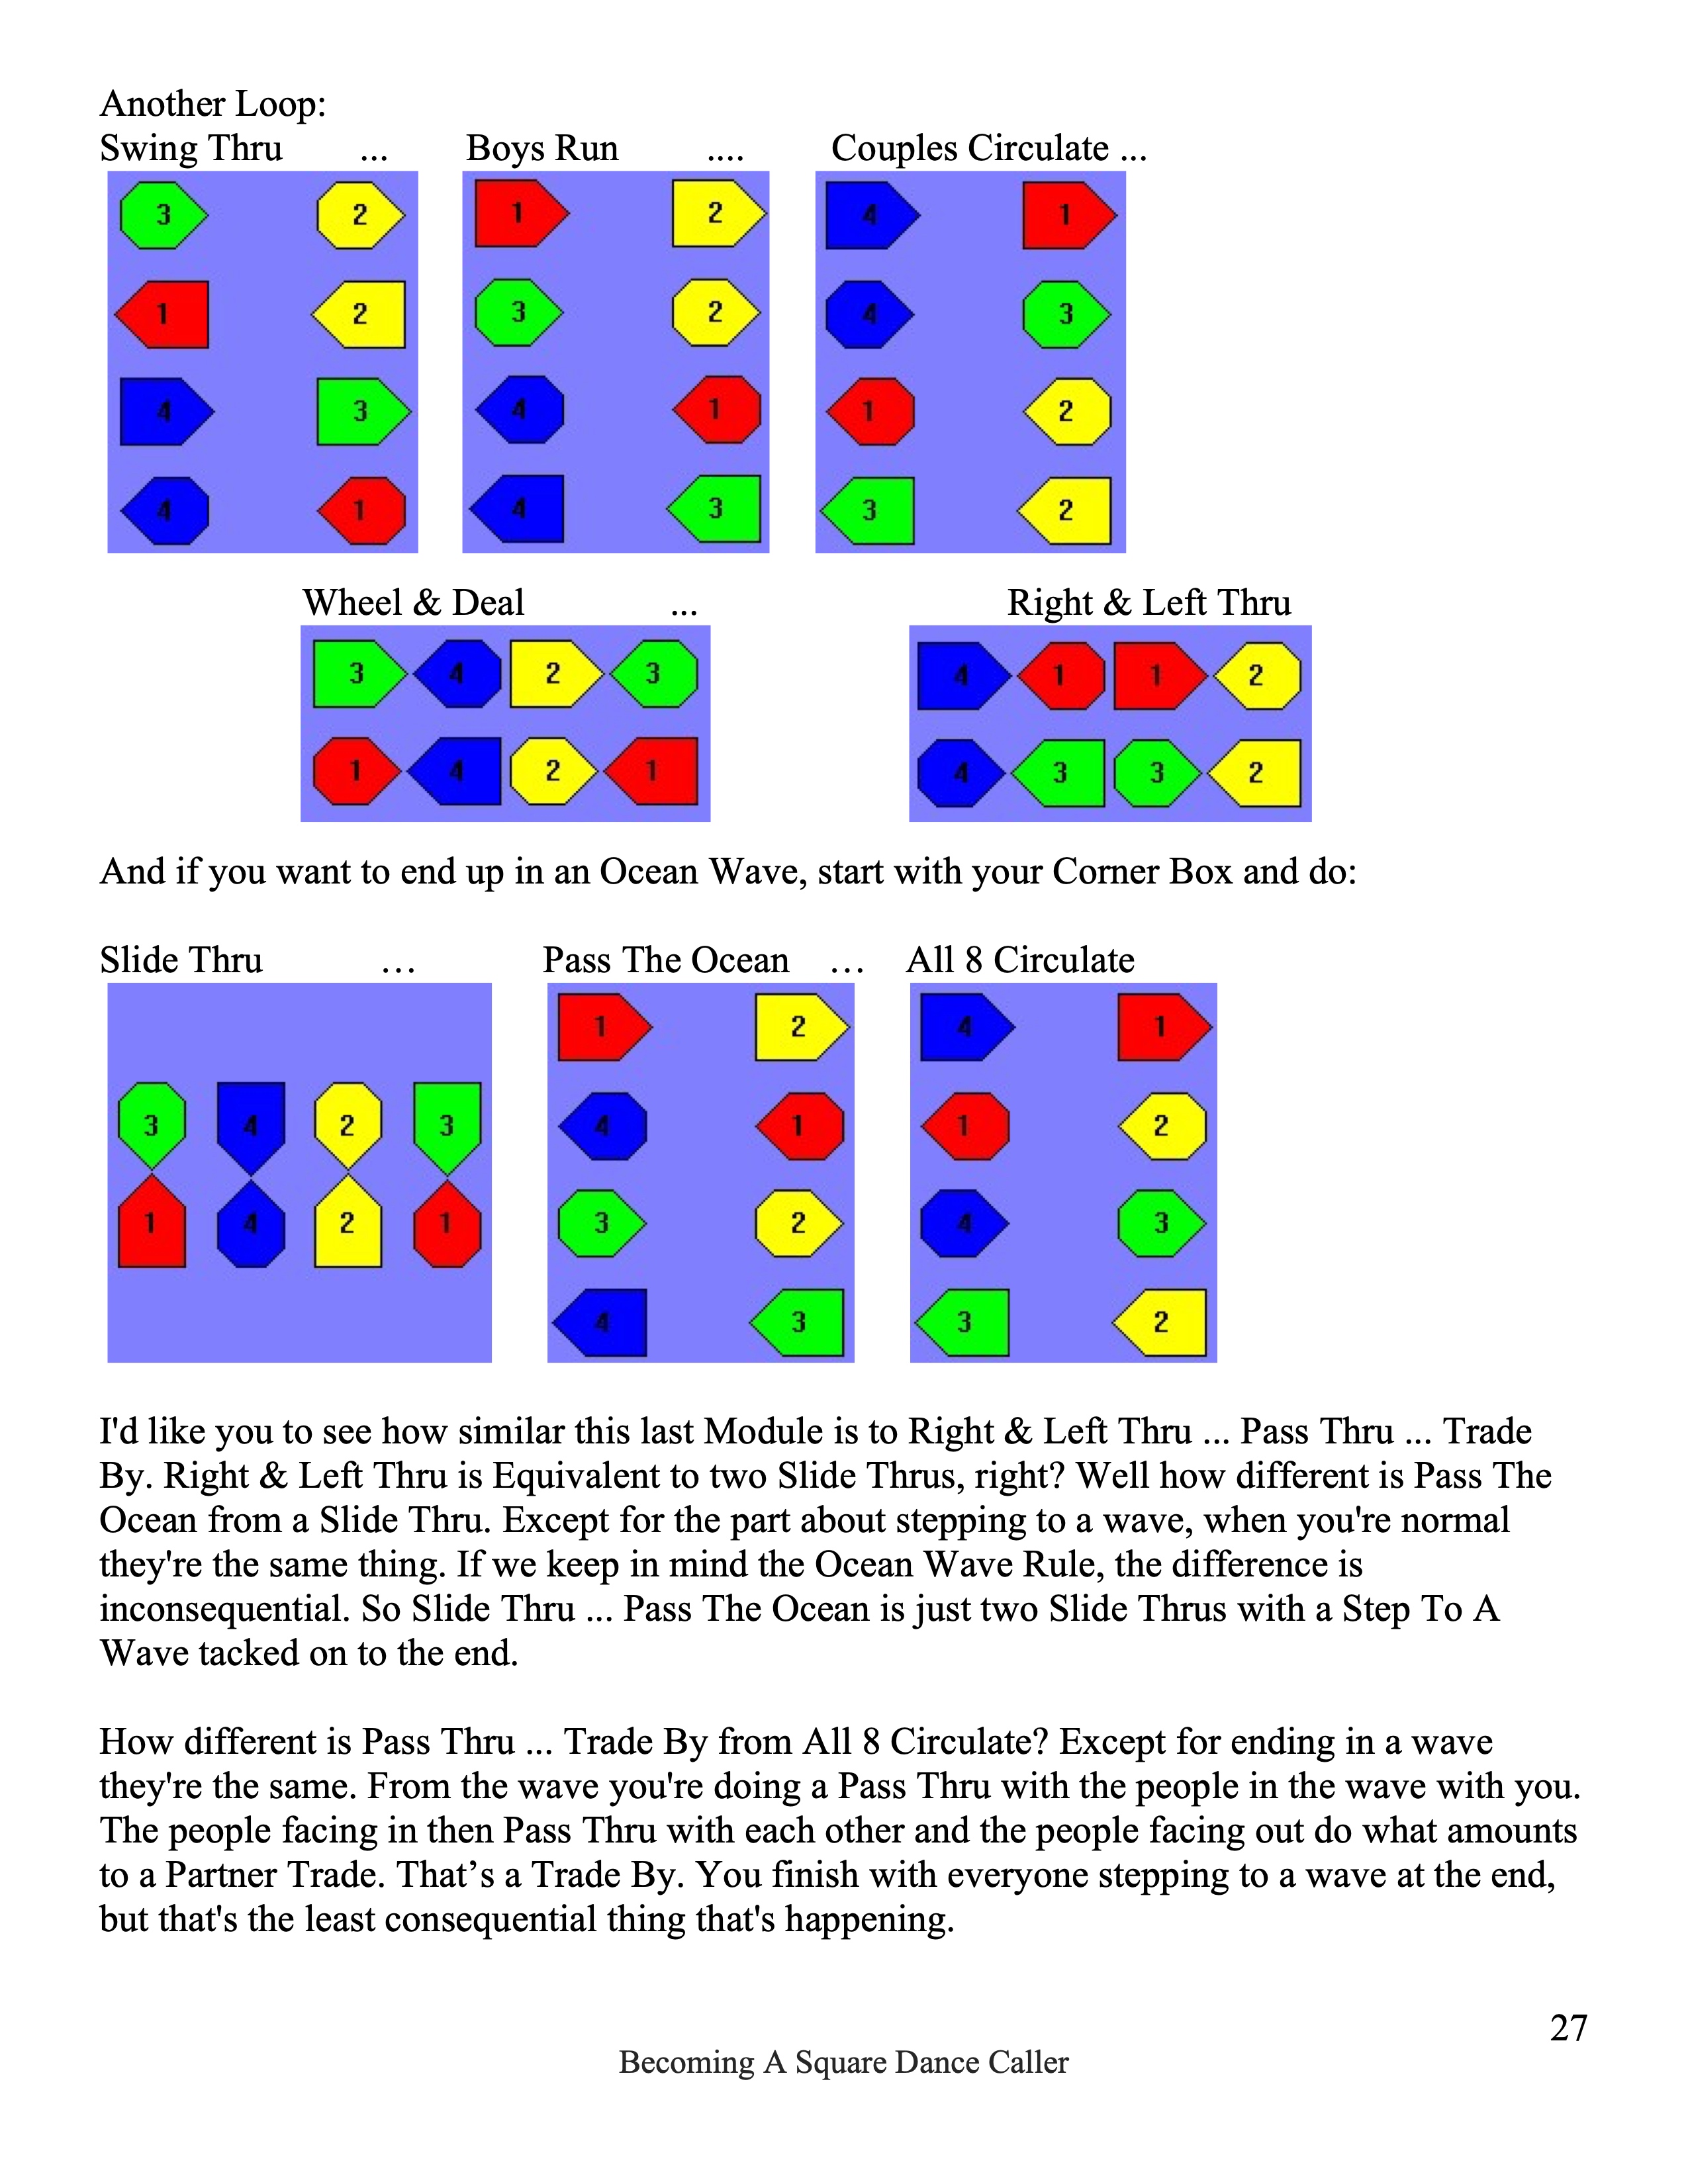 Another Loop:
Swing Thru ... Boys Run .... Couples Circulate ...
3 2 1 2 4 1
1 2 3 2 4 3
4 3 4 1 1 2
4 1 4 3 3 2
Wheel & Deal ... Right & Left Thru
3 4 2 3 4 1 1 2
1 4 2 1 4 3 3 2
And if you want to end up in an Ocean Wave, start with your Corner Box and do:
Slide Thru … Pass The Ocean … All 8 Circulate
1 2 4 1
3 4 2 3 4 1 1 2
1 4 2 1 3 2 4 3
4 3 3 2
I'd like you to see how similar this last Module is to Right & Left Thru ... Pass Thru ... Trade
By. Right & Left Thru is Equivalent to two Slide Thrus, right? Well how different is Pass The
Ocean from a Slide Thru. Except for the part about stepping to a wave, when you're normal
they're the same thing. If we keep in mind the Ocean Wave Rule, the difference is
inconsequential. So Slide Thru ... Pass The Ocean is just two Slide Thrus with a Step To A
Wave tacked on to the end.
How different is Pass Thru ... Trade By from All 8 Circulate? Except for ending in a wave
they're the same. From the wave you're doing a Pass Thru with the people in the wave with you.
The people facing in then Pass Thru with each other and the people facing out do what amounts
to a Partner Trade. That’s a Trade By. You finish with everyone stepping to a wave at the end,
but that's the least consequential thing that's happening.
27
Becoming A Square Dance Caller